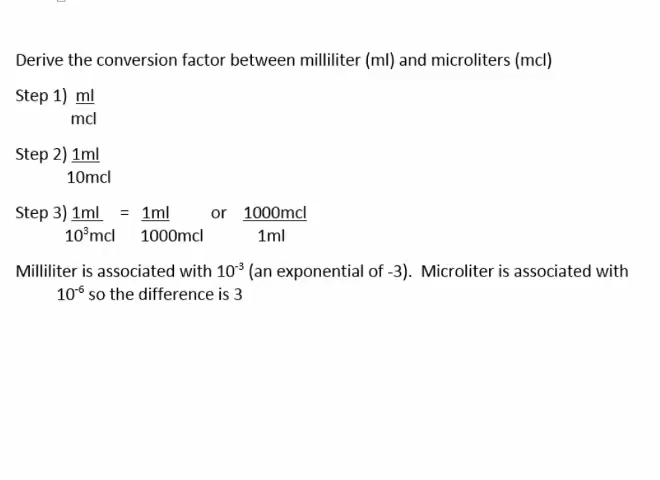 Derive the conversion factor between milliliter (ml) and microliters (mcl)
Step 1) ml
mcl
Step 2) 1ml
10mcl
Step 3) 1ml = 1ml or 1000mcl
10³mcl 1000mcl 1ml
Milliliter is associated with 10⁻³ (an exponential of -3). Microliter is associated with
10⁻⁶ so the difference is 3